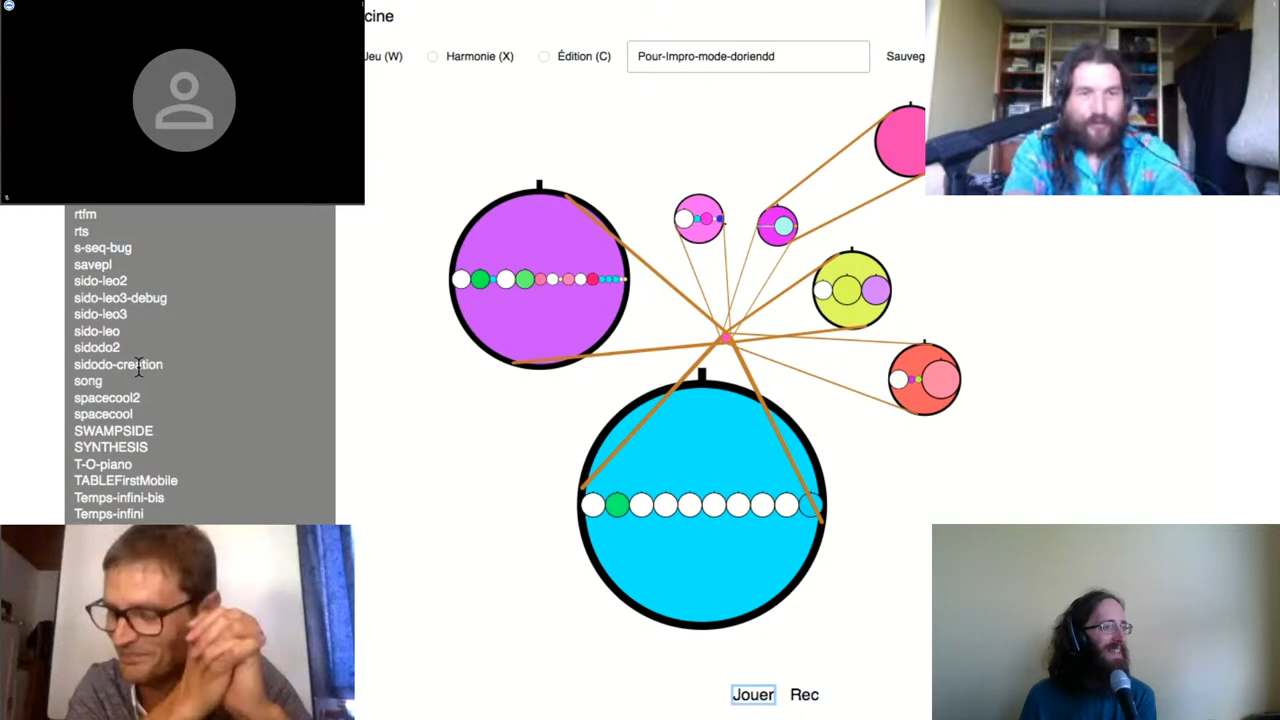 cine
Jeu (W) Harmonie (X) Édition (C) Pour-Impro-mode-doriendd Sauveg
rtfm
rts
s-seq-bug
savepl
sido-leo2
sido-leo3-debug
sido-leo3
sido-leo
sidodo2
sidodo-creation
song
spacecool2
spacecool
SWAMPSIDE
SYNTHESIS
T-O-piano
TABLEFirstMobile
Temps-infini-bis
Temps-infini
Jouer Rec